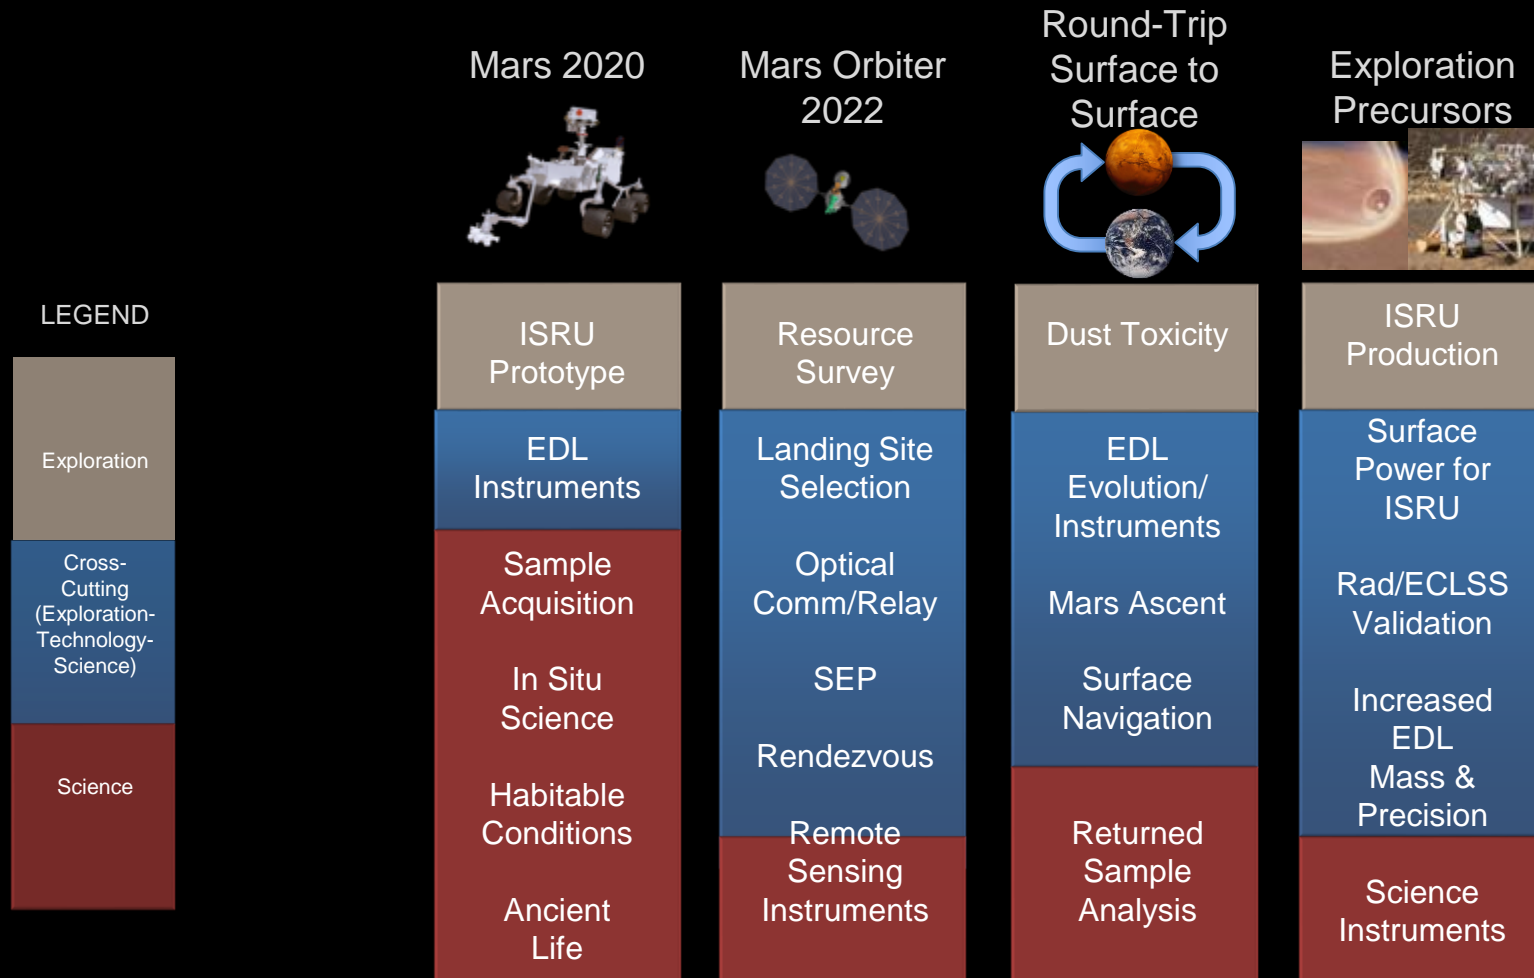 Mars 2020
Mars Orbiter
2022
Round-Trip
Surface to
Surface
Exploration
Precursors
LEGEND
Exploration
Cross-
Cutting
(Exploration-
Technology-
Science)
Science
ISRU
Prototype
EDL
Instruments
Sample
Acquisition
In Situ
Science
Habitable
Conditions
Ancient
Life
Resource
Survey
Landing Site
Selection
Optical
Comm/Relay
SEP
Rendezvous
Remote
Sensing
Instruments
Dust Toxicity
EDL
Evolution/
Instruments
Mars Ascent
Surface
Navigation
Returned
Sample
Analysis
ISRU
Production
Surface
Power for
ISRU
Rad/ECLSS
Validation
Increased
EDL
Mass &
Precision
Science
Instruments